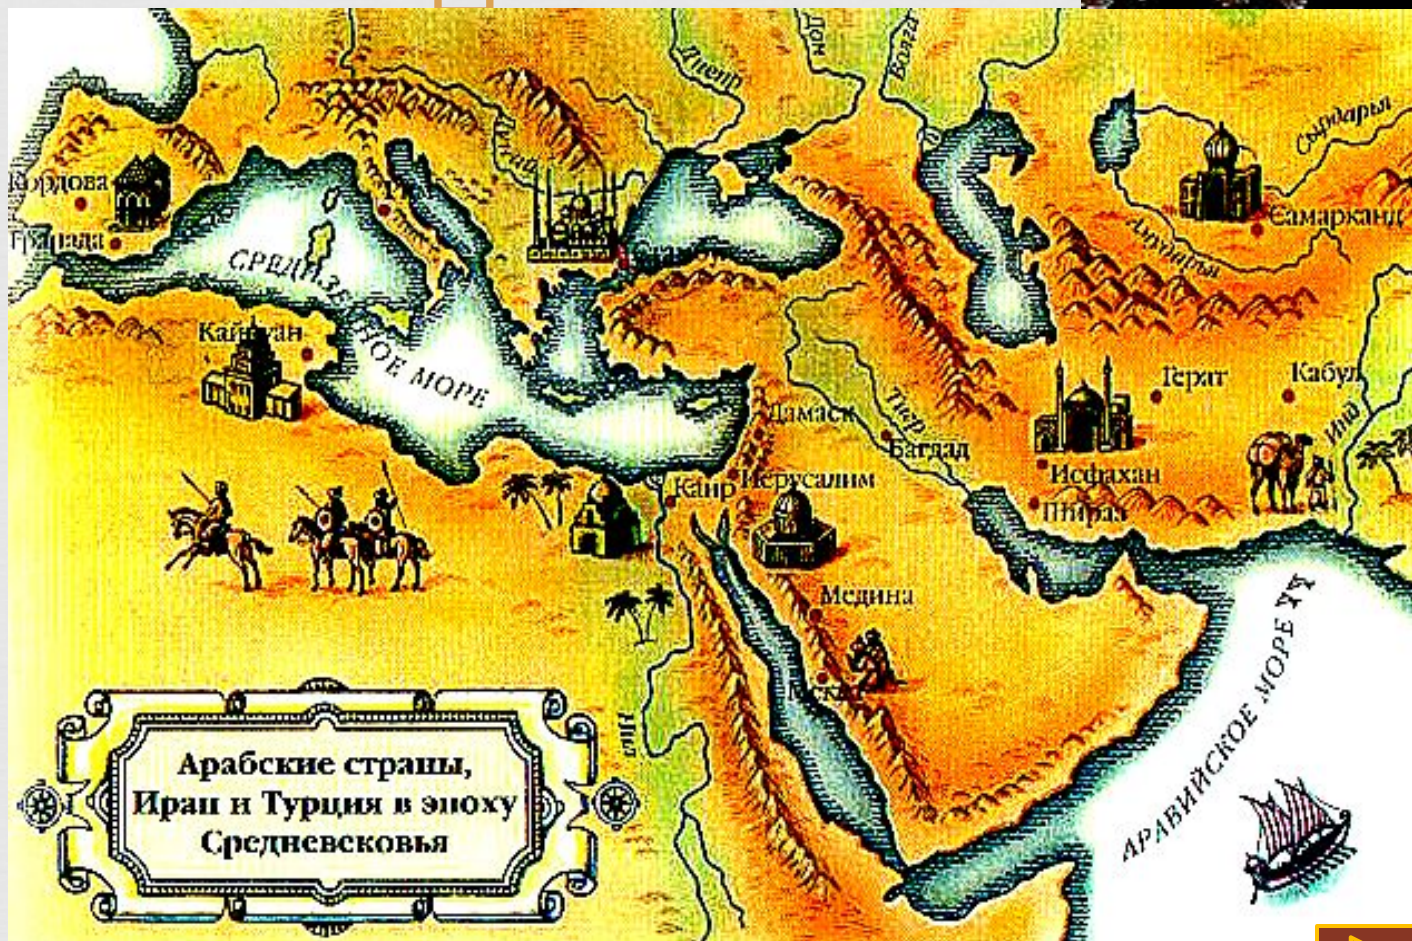 Днепр
Дон
Волга
Сырдарья
Кордова
Гранада
Дунай
Самарканд
Амударья
СРЕДИЗЕМНОЕ МОРЕ
Кайруан
Дамаск
Тигр
Багдад
Герат
Кабул
Инд
Каир
Иерусалим
Исфахан
Шираз
Медина
Мекка
Нил
АРАВИЙСКОЕ МОРЕ
Арабские страны,
Иран и Турция в эпоху
Средневековья